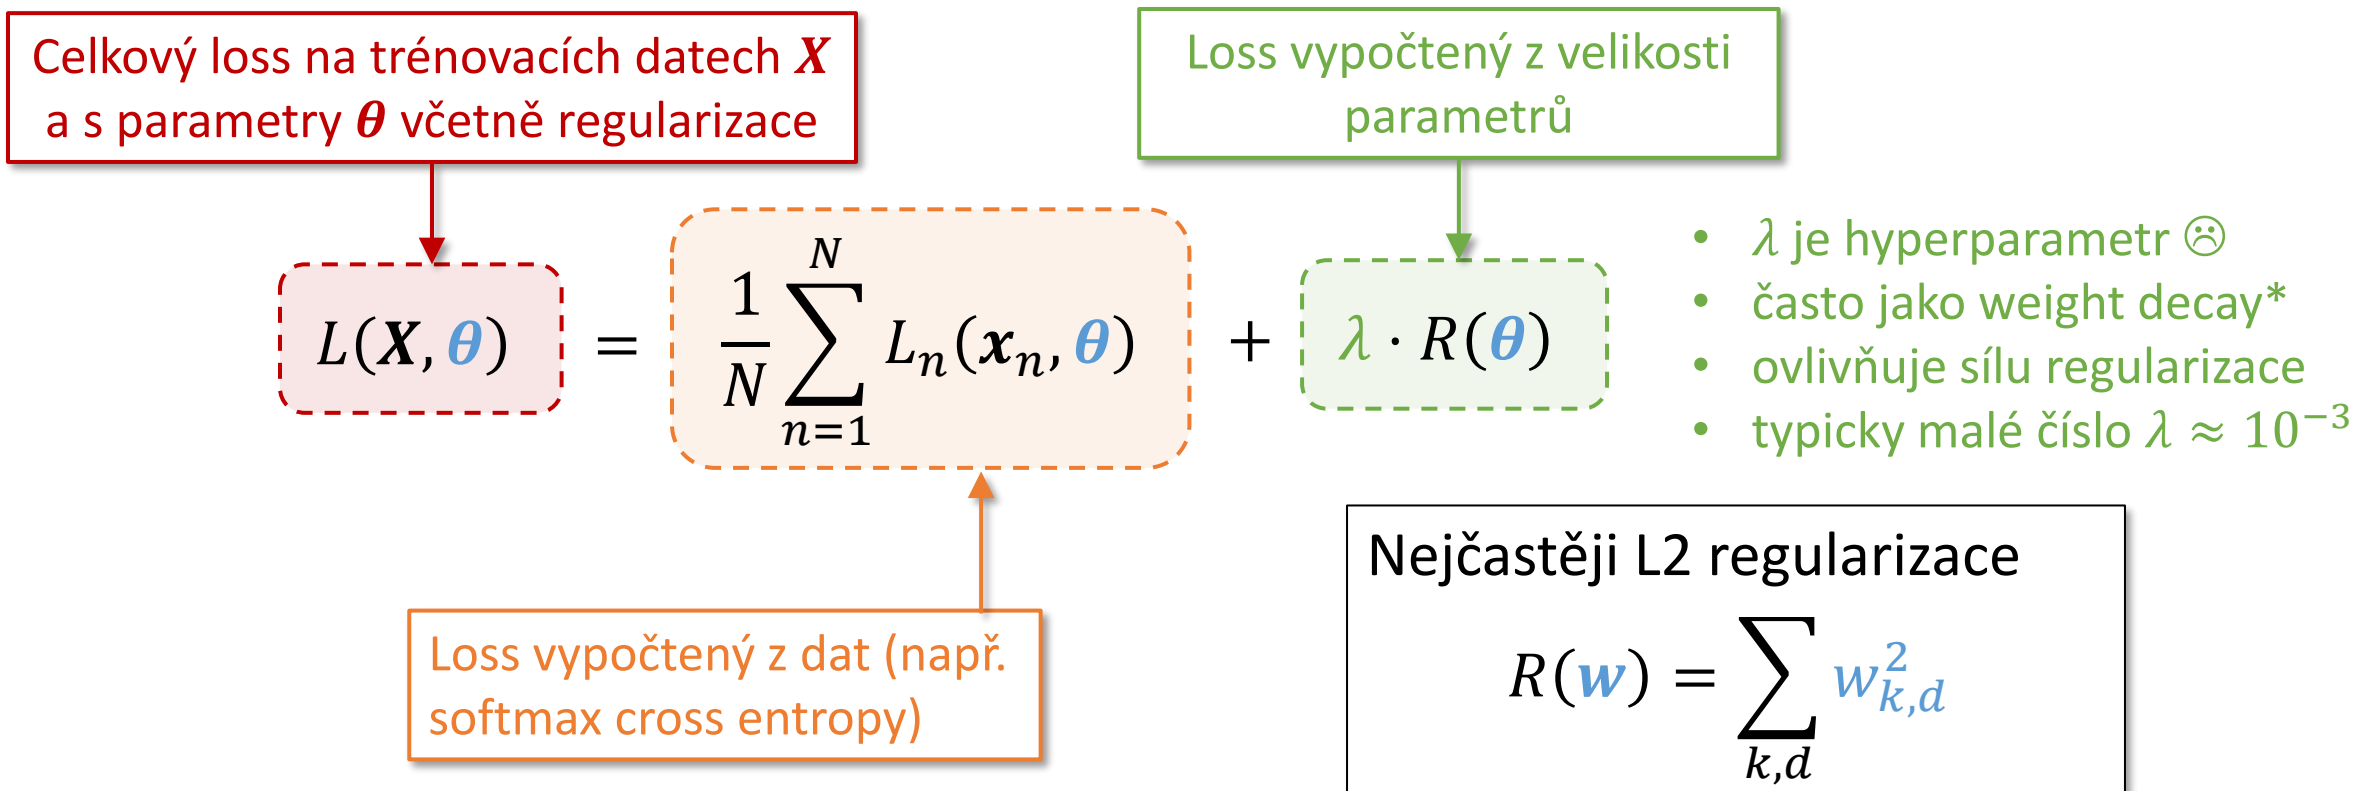 Celkový loss na trénovacích datech X
a s parametry θ včetně regularizace
Loss vypočtený z velikosti
parametrů
L(X, θ) = 1/N ∑_{n=1}^{N} L_n(x_n, θ) + λ · R(θ)
• λ je hyperparametr ☹
• často jako weight decay*
• ovlivňuje sílu regularizace
• typicky malé číslo λ ≈ 10⁻³
Loss vypočtený z dat (např.
softmax cross entropy)
Nejčastěji L2 regularizace
R(w) = ∑_{k,d} w²_{k,d}